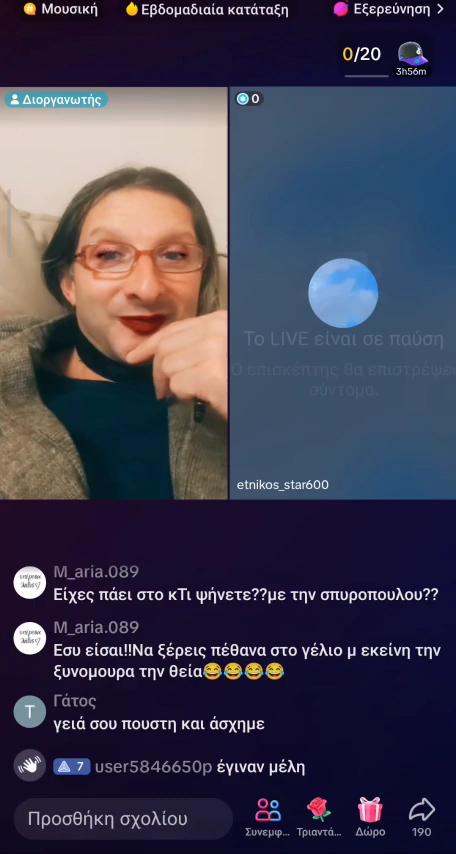 Μουσική
Εβδομαδιαία κατάταξη
Εξερεύνηση
0/20
3h56m
Διοργανωτής
0
Το LIVE είναι σε παύση
Ο επισκέπτης θα επιστρέψει
σύντομα.
etnikos_star600
M_aria.089
Είχες πάει στο κΤι ψήνετε??με την σπυροπουλου??
M_aria.089
Εσυ είσαι!!Να ξέρεις πέθανα στο γέλιο μ εκείνη την
ξυνομουρα την θεία😂😂😂😂
Γάτος
T
γειά σου πουστη και άσχημε
7 user5846650p έγιναν μέλη
Προσθήκη σχολίου
Συνεμφ...
Τριαντά...
Δώρο
190